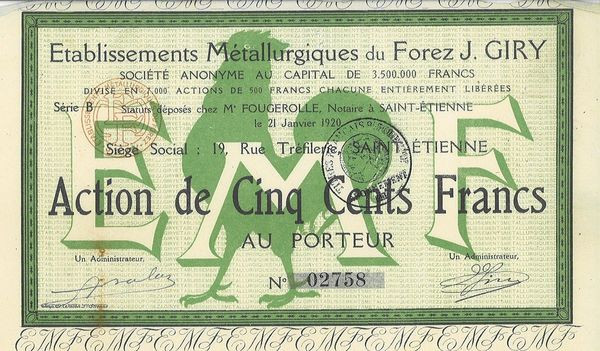 Etablissements Métallurgiques du Forez J. GIRY
SOCIÉTÉ ANONYME AU CAPITAL DE 3.500.000 FRANCS
DIVISÉ EN 7.000 ACTIONS DE 500 FRANCS CHACUNE ENTIÈREMENT LIBÉRÉES
Série B
Statuts déposés chez Mᵉ FOUGEROLLE, Notaire à SAINT-ÉTIENNE
le 21 Janvier 1920
Siège Social : 19, Rue Tréfilerie, SAINT-ÉTIENNE
EMF
Action de Cinq Cents Francs
AU PORTEUR
Un Administrateur,
Un Administrateur,
Nº 02758